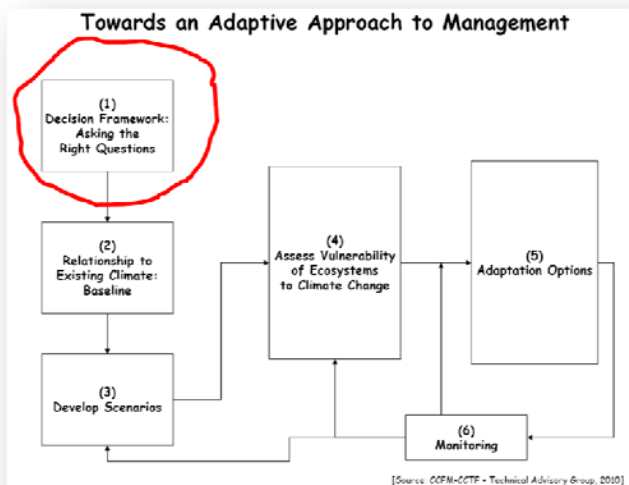 Towards an Adaptive Approach to Management
(1)
Decision Framework:
Asking the
Right Questions
(2)
Relationship to
Existing Climate:
Baseline
(3)
Develop Scenarios
(4)
Assess Vulnerability
of Ecosystems
to Climate Change
(5)
Adaptation Options
(6)
Monitoring
[Source: CCFM-CCTF - Technical Advisory Group, 2010]